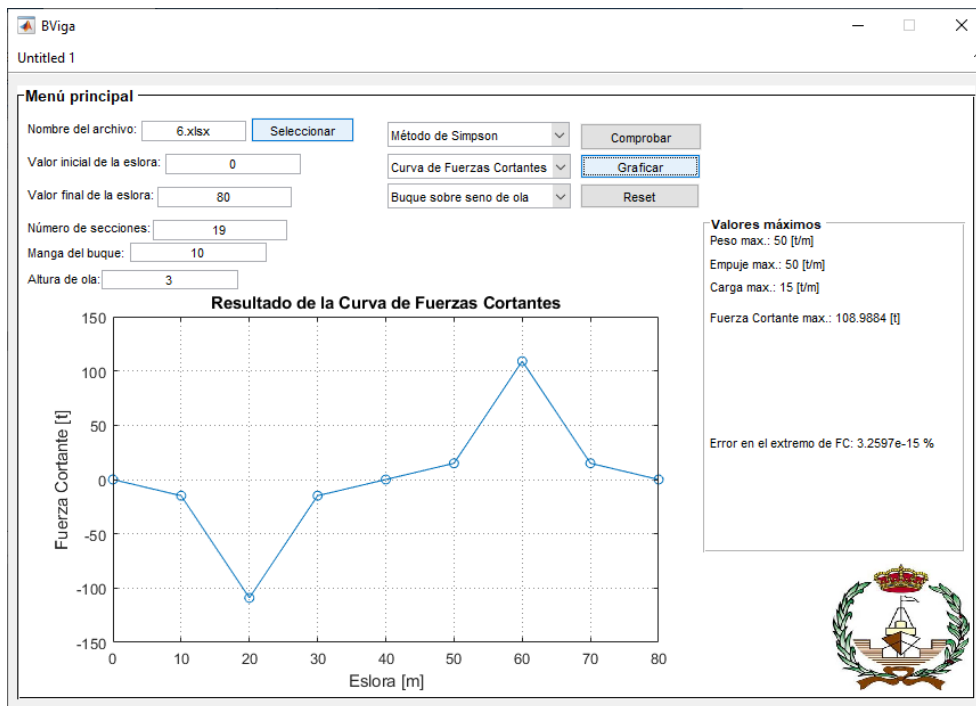 BViga
Untitled 1
Menú principal
Nombre del archivo: 6.xlsx Seleccionar
Método de Simpson Comprobar
Valor inicial de la eslora: 0
Curva de Fuerzas Cortantes Graficar
Valor final de la eslora: 80
Buque sobre seno de ola Reset
Número de secciones: 19
Manga del buque: 10
Altura de ola: 3
Valores máximos
Peso max.: 50 [t/m]
Empuje max.: 50 [t/m]
Carga max.: 15 [t/m]
Fuerza Cortante max.: 108.9884 [t]
Error en el extremo de FC: 3.2597e-15 %
Resultado de la Curva de Fuerzas Cortantes
Fuerza Cortante [t]
150
100
50
0
-50
-100
-150
0 10 20 30 40 50 60 70 80
Eslora [m]